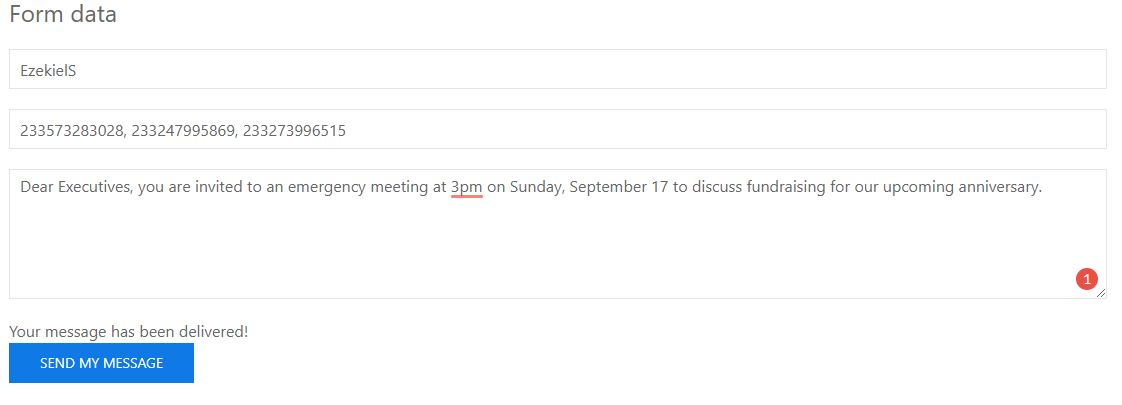 Form data
EzekielS
233573283028, 233247995869, 233273996515
Dear Executives, you are invited to an emergency meeting at 3pm on Sunday, September 17 to discuss fundraising for our upcoming anniversary.
1
Your message has been delivered!
SEND MY MESSAGE